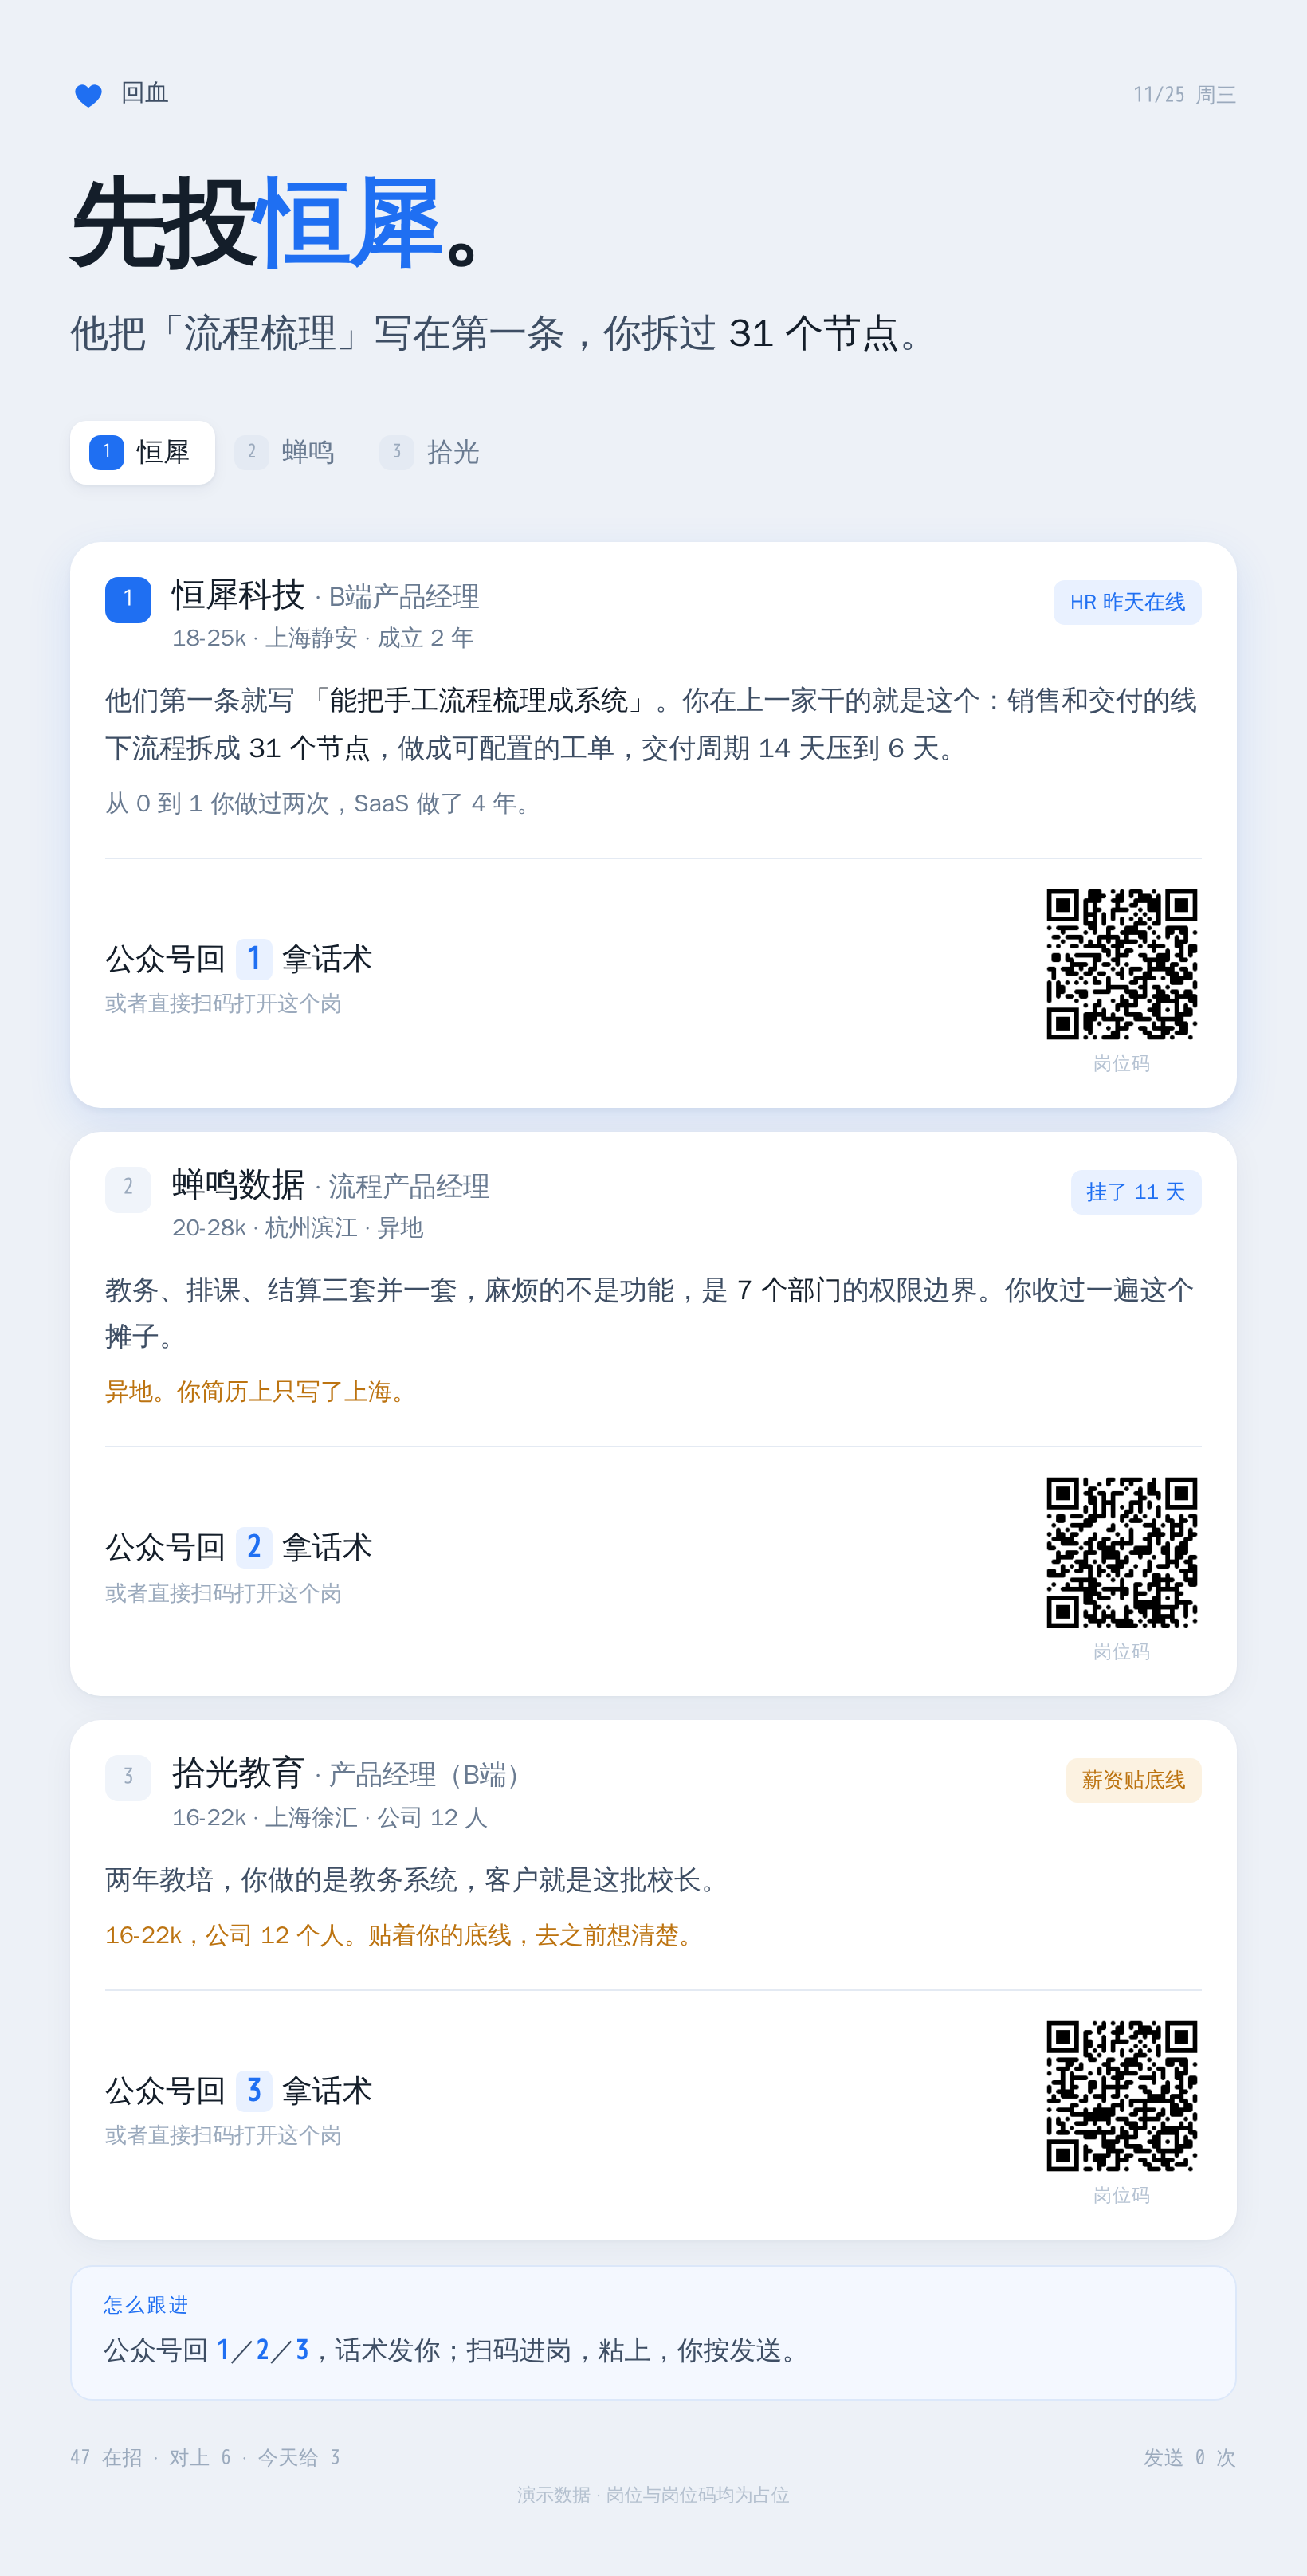 回血
11/25 周三
先投恒犀。
他把「流程梳理」写在第一条，你拆过 31 个节点。
1 恒犀 2 蝉鸣 3 拾光
1 恒犀科技 · B端产品经理
HR 昨天在线
18-25k · 上海静安 · 成立 2 年
他们第一条就写 「能把手工流程梳理成系统」。你在上一家干的就是这个：销售和交付的线
下流程拆成 31 个节点，做成可配置的工单，交付周期 14 天压到 6 天。
从 0 到 1 你做过两次，SaaS 做了 4 年。
公众号回 1 拿话术
或者直接扫码打开这个岗
岗位码
2 蝉鸣数据 · 流程产品经理
挂了 11 天
20-28k · 杭州滨江 · 异地
教务、排课、结算三套并一套，麻烦的不是功能，是 7 个部门的权限边界。你收过一遍这个
摊子。
异地。你简历上只写了上海。
公众号回 2 拿话术
或者直接扫码打开这个岗
岗位码
3 拾光教育 · 产品经理（B端）
薪资贴底线
16-22k · 上海徐汇 · 公司 12 人
两年教培，你做的是教务系统，客户就是这批校长。
16-22k，公司 12 个人。贴着你的底线，去之前想清楚。
公众号回 3 拿话术
或者直接扫码打开这个岗
岗位码
怎么跟进
公众号回 1／2／3，话术发你；扫码进岗，粘上，你按发送。
47 在招 · 对上 6 · 今天给 3
发送 0 次
演示数据 · 岗位与岗位码均为占位